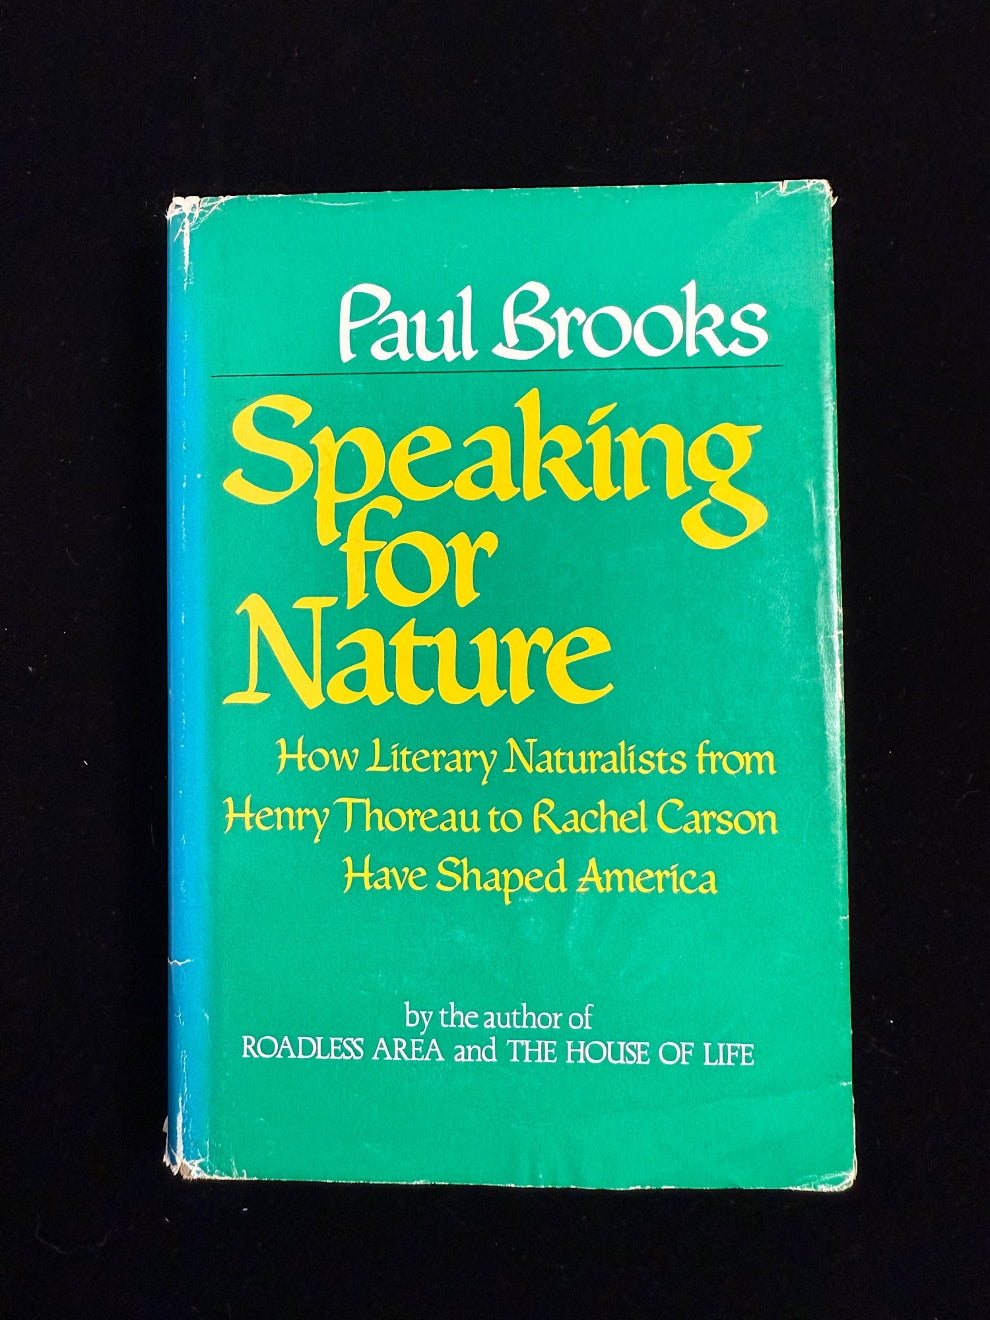 Paul Brooks
Speaking
for
Nature
How Literary Naturalists from
Henry Thoreau to Rachel Carson
Have Shaped America
by the author of
ROADLESS AREA and THE HOUSE OF LIFE